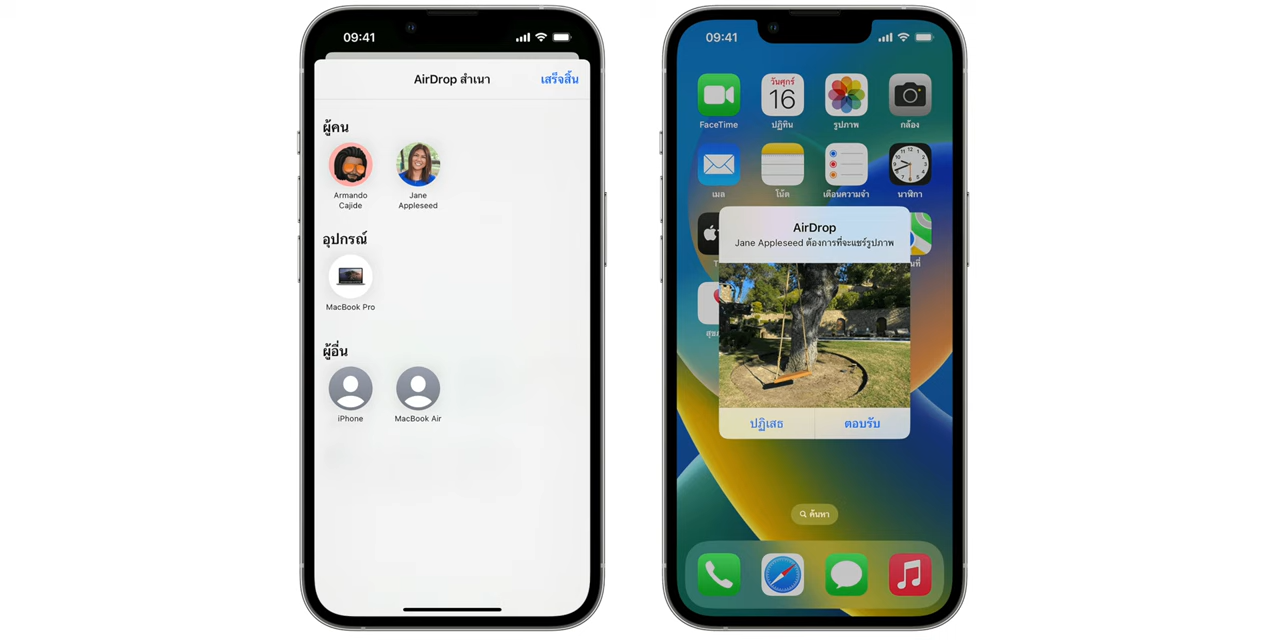 09:41
AirDrop สำเนา
เสร็จสิ้น
ผู้คน
Armando
Cajide
Jane
Appleseed
อุปกรณ์
MacBook Pro
ผู้อื่น
iPhone
MacBook Air
09:41
วันศุกร์
16
FaceTime
ปฏิทิน
รูปภาพ
กล้อง
เมล
โน้ต
เตือนความจำ
นาฬิกา
AirDrop
Jane Appleseed ต้องการที่จะแชร์รูปภาพ
ปฏิเสธ
ตอบรับ
ค้นหา